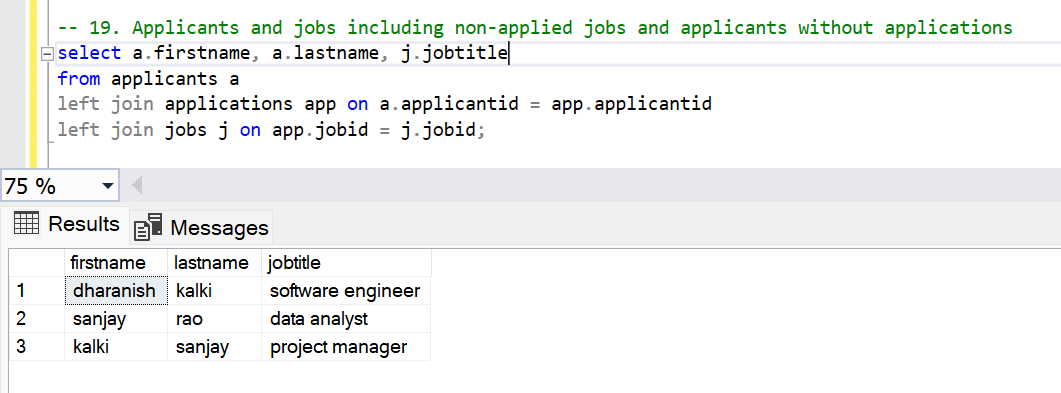 -- 19. Applicants and jobs including non-applied jobs and applicants without applications
select a.firstname, a.lastname, j.jobtitle
from applicants a
left join applications app on a.applicantid = app.applicantid
left join jobs j on app.jobid = j.jobid;
75 %
Results Messages
firstname lastname jobtitle
1 dharanish kalki software engineer
2 sanjay rao data analyst
3 kalki sanjay project manager